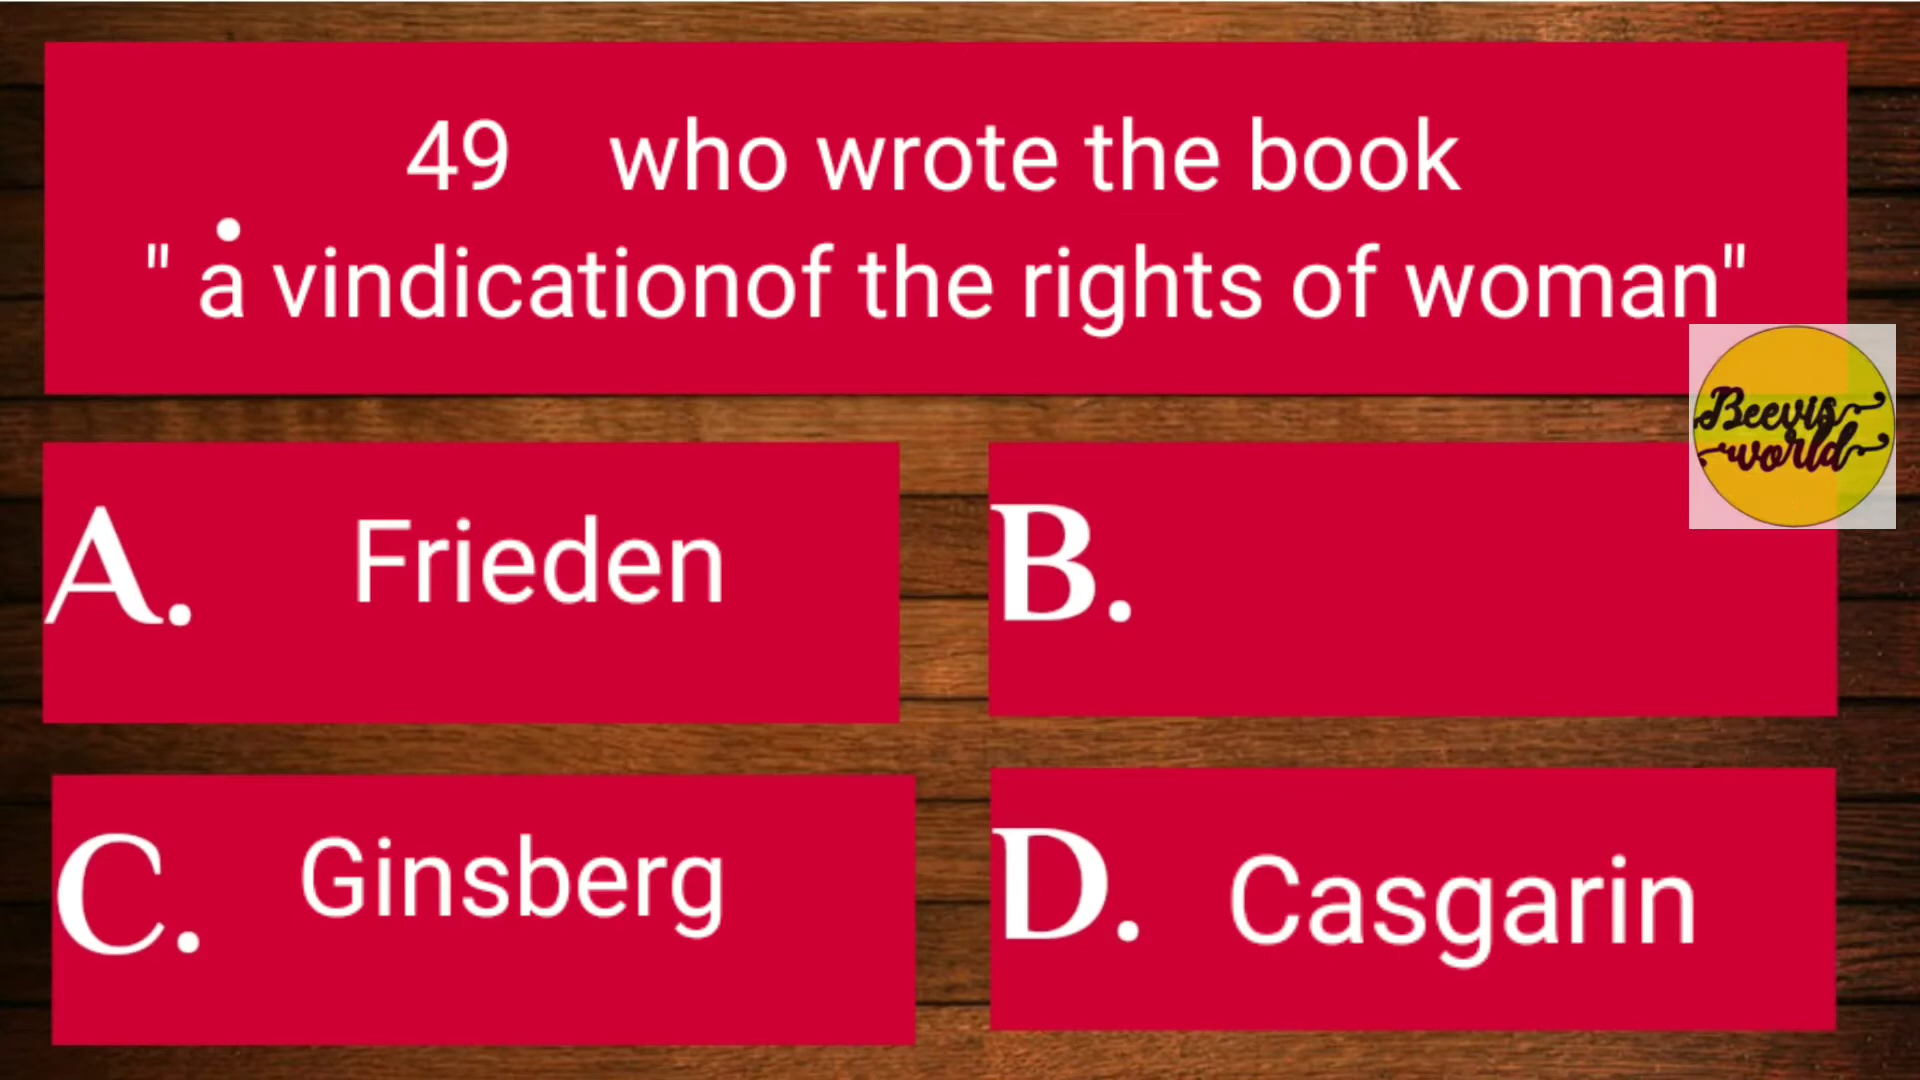 49 who wrote the book
" a vindicationof the rights of woman"
Beevis
world
A. Frieden
B.
C. Ginsberg
D. Casgarin